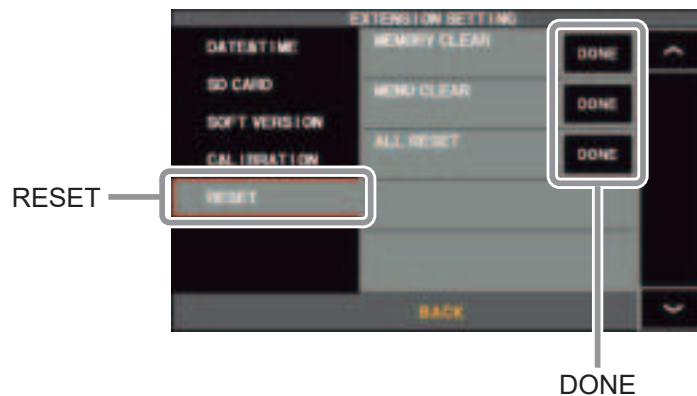 EXTENSION SETTING
DATE&TIME
MEMORY CLEAR
DONE
SD CARD
MENU CLEAR
DONE
SOFT VERSION
ALL RESET
DONE
CALIBRATION
RESET
RESET
BACK
DONE